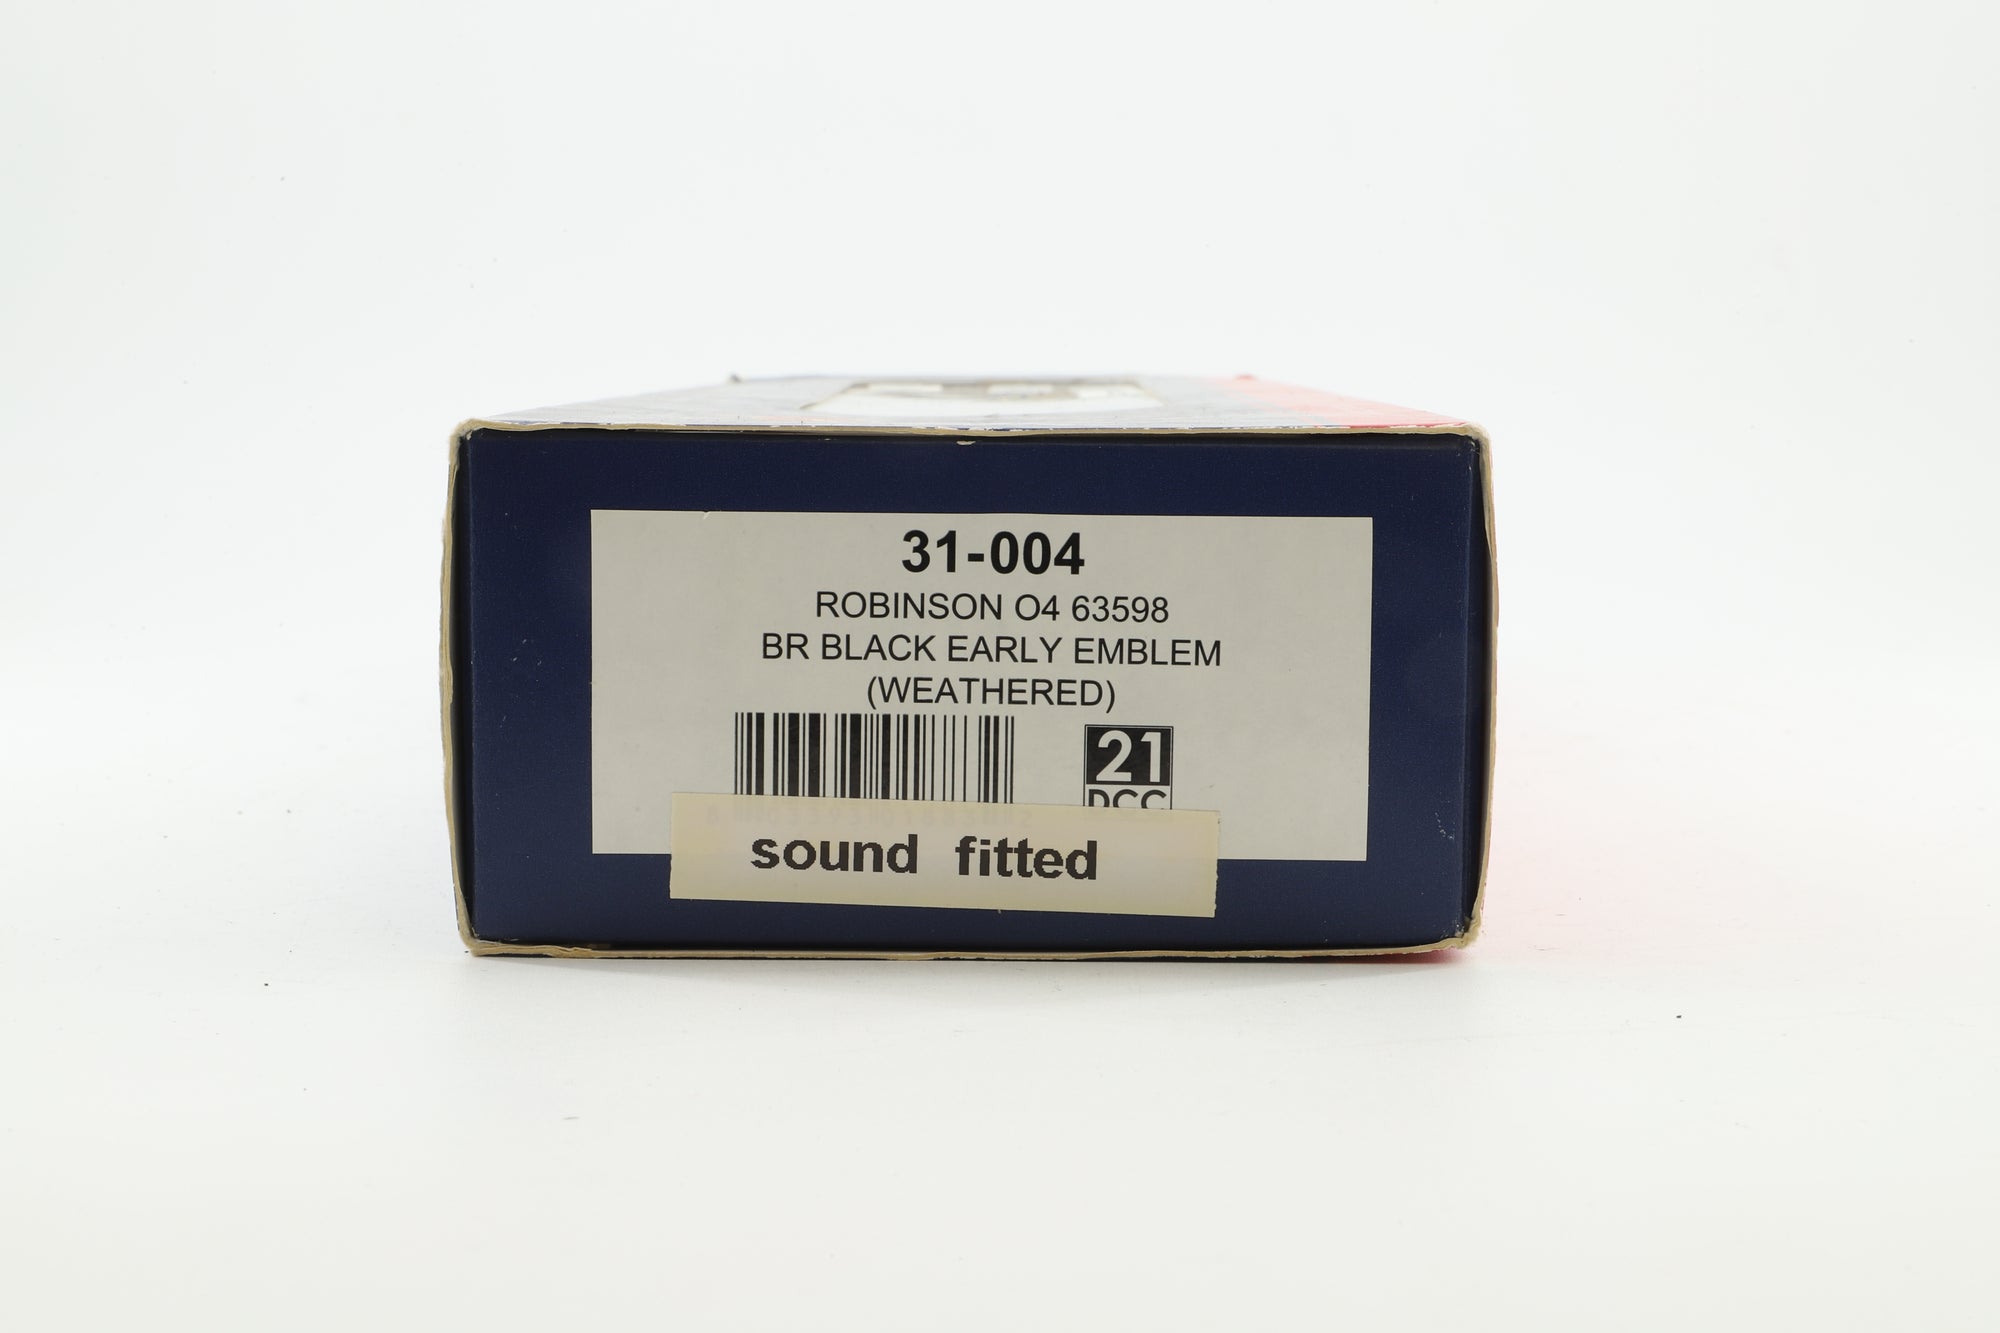 31-004
ROBINSON O4 63598
BR BLACK EARLY EMBLEM
(WEATHERED)
21
DCC
sound fitted